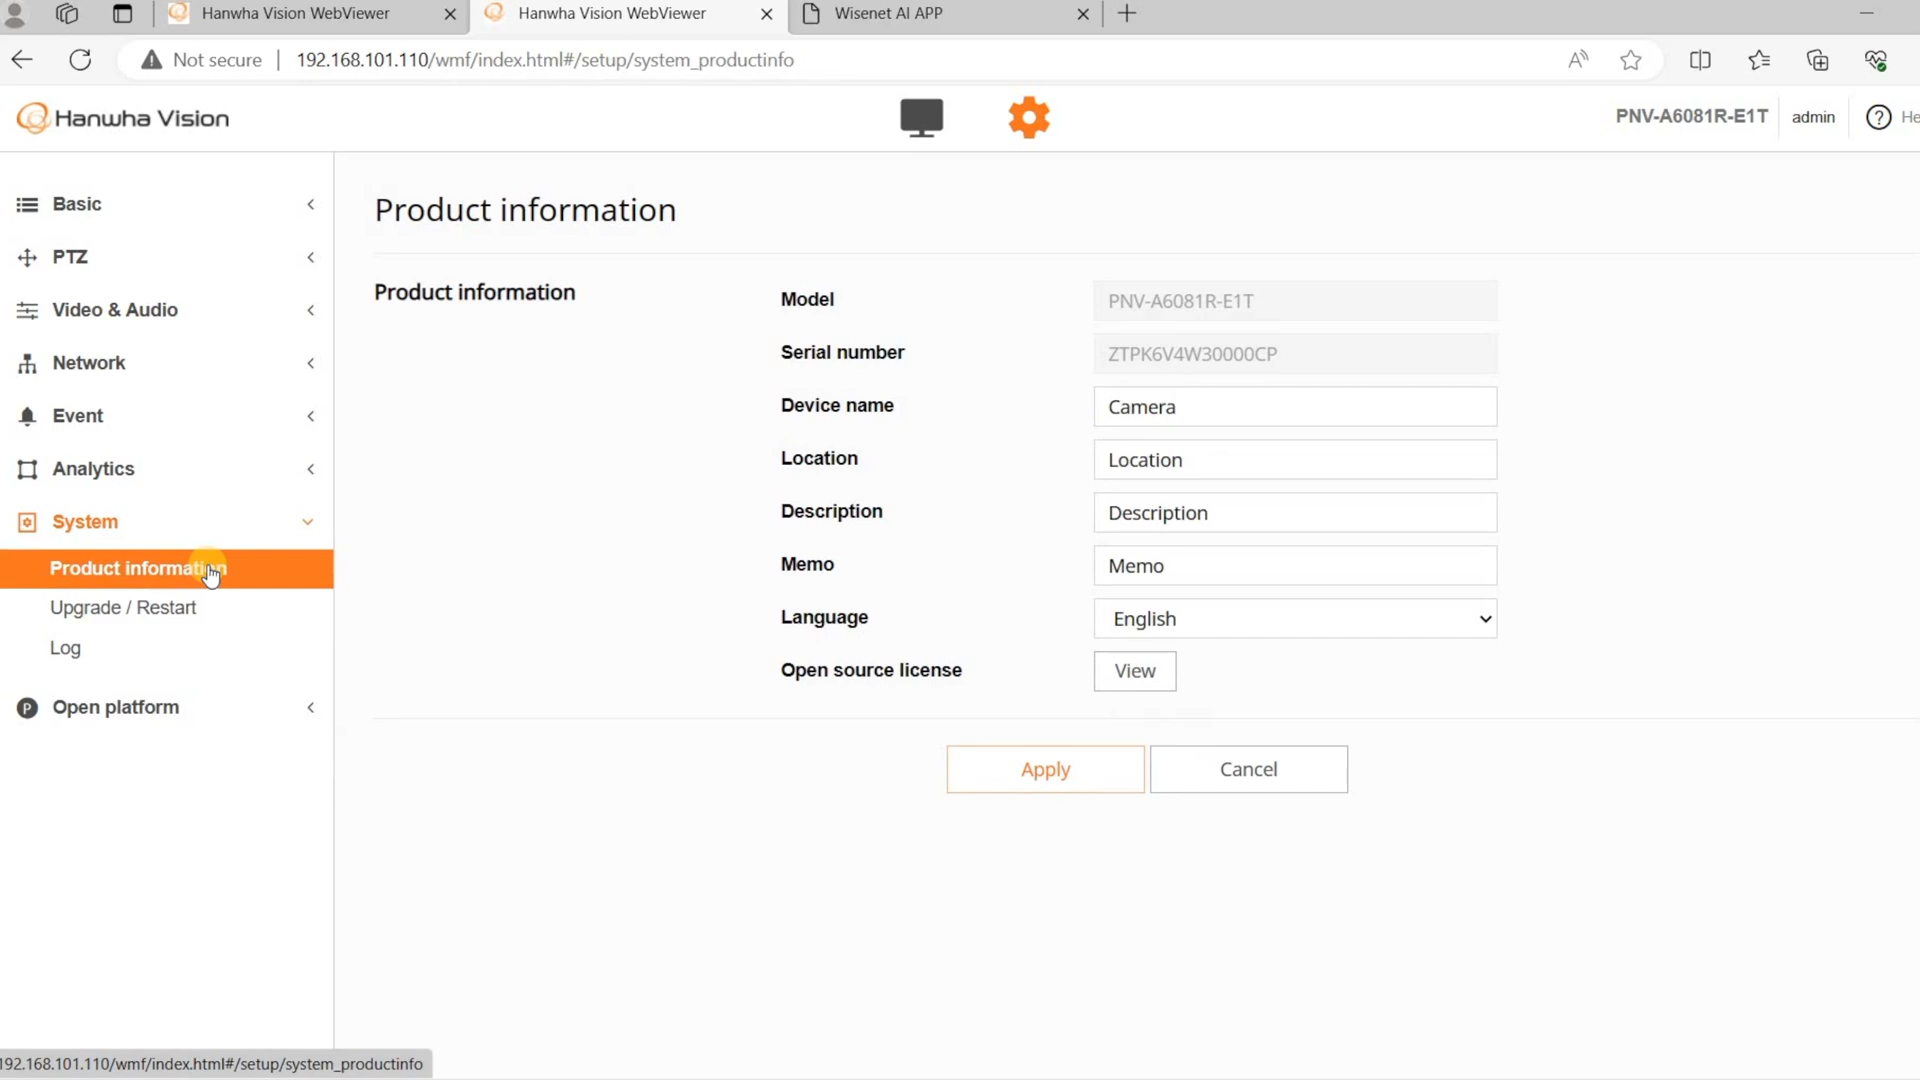 Hanwha Vision WebViewer
Hanwha Vision WebViewer
Wisenet AI APP
Not secure
192.168.101.110/wmf/index.html#/setup/system_productinfo
Hanwha Vision
PNV-A6081R-E1T
admin
He
Basic
PTZ
Video & Audio
Network
Event
Analytics
System
Product information
Upgrade / Restart
Log
Open platform
Product information
Product information
Model PNV-A6081R-E1T
Serial number ZTPK6V4W30000CP
Device name Camera
Location Location
Description Description
Memo Memo
Language English
Open source license View
Apply Cancel
192.168.101.110/wmf/index.html#/setup/system_productinfo